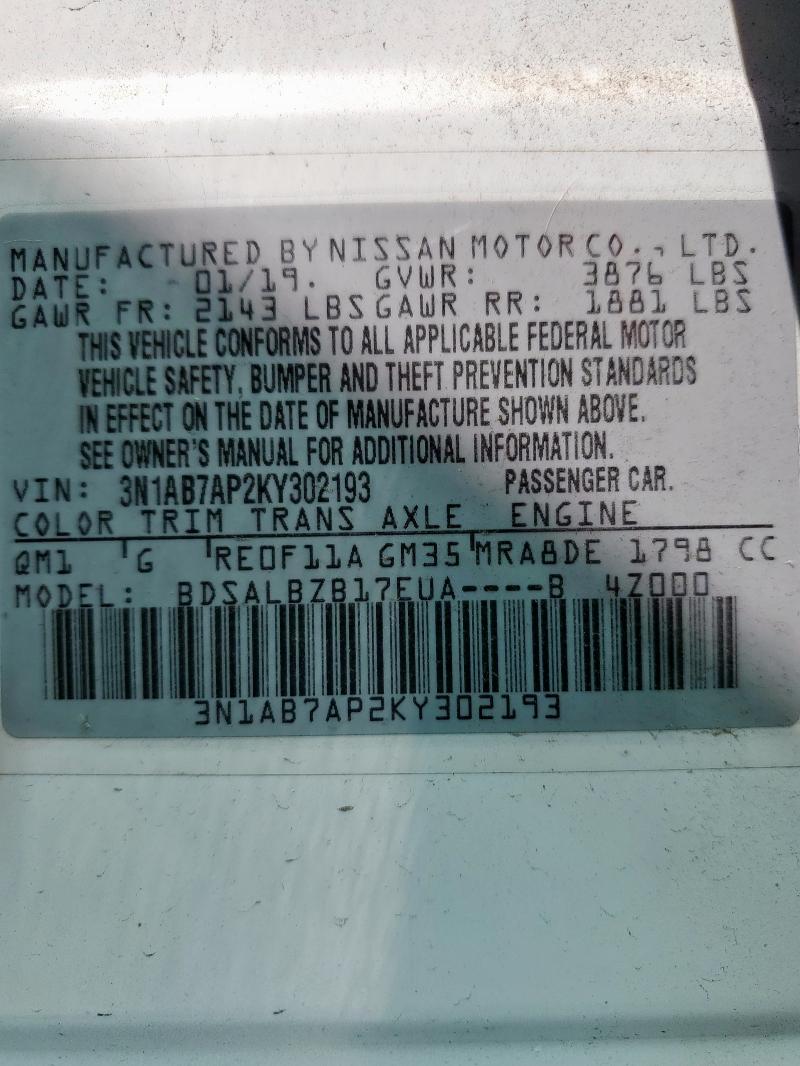 MANUFACTURED BY NISSAN MOTOR CO., LTD.
DATE: 01/19. GVWR: 3876 LBS
GAWR FR: 2143 LBS GAWR RR: 1881 LBS
THIS VEHICLE CONFORMS TO ALL APPLICABLE FEDERAL MOTOR
VEHICLE SAFETY, BUMPER AND THEFT PREVENTION STANDARDS
IN EFFECT ON THE DATE OF MANUFACTURE SHOWN ABOVE.
SEE OWNER'S MANUAL FOR ADDITIONAL INFORMATION.
VIN: 3N1AB7AP2KY302193 PASSENGER CAR.
COLOR TRIM TRANS AXLE ENGINE
QM1 G RE0F11A GM35 MRA8DE 1798 CC
MODEL: BDSALBZB17EUA----B 4Z000
3N1AB7AP2KY302193